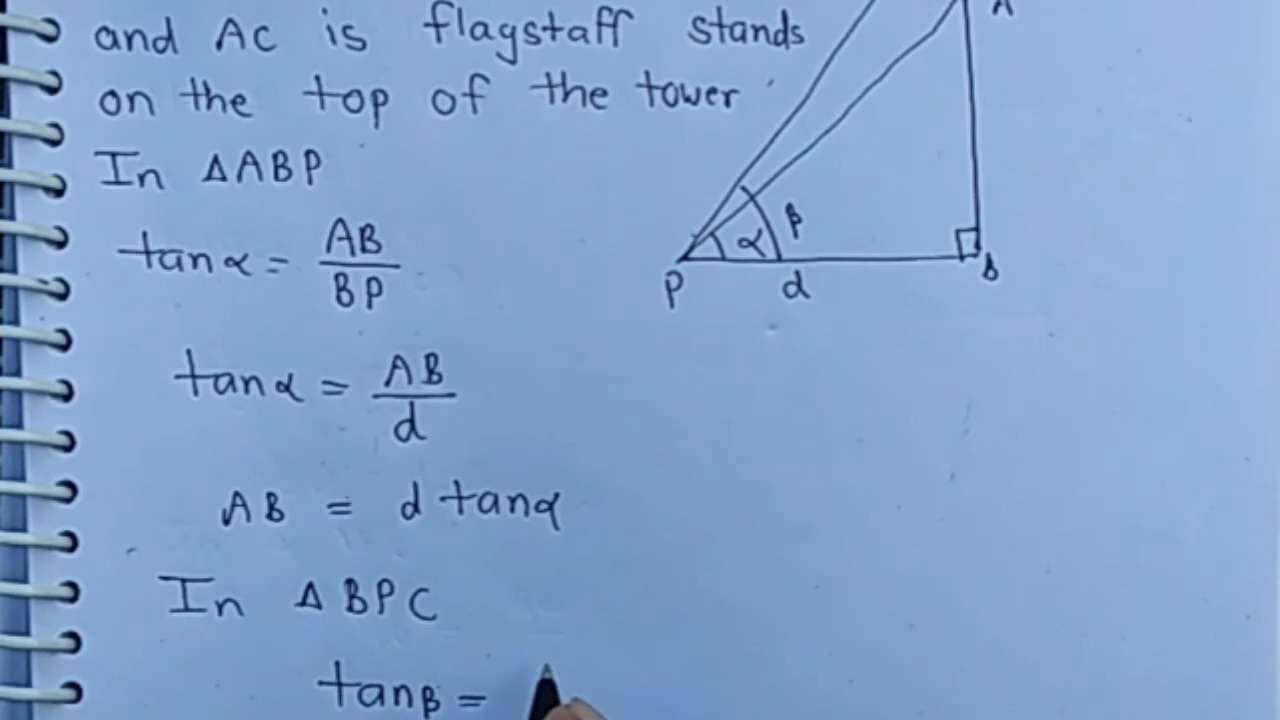 and AC is flagstaff stands
on the top of the tower
In ΔABP
tanα = AB/BP
tanα = AB/d
AB = d tanα
In Δ BPC
tanβ =
A
β
α
B
P
d